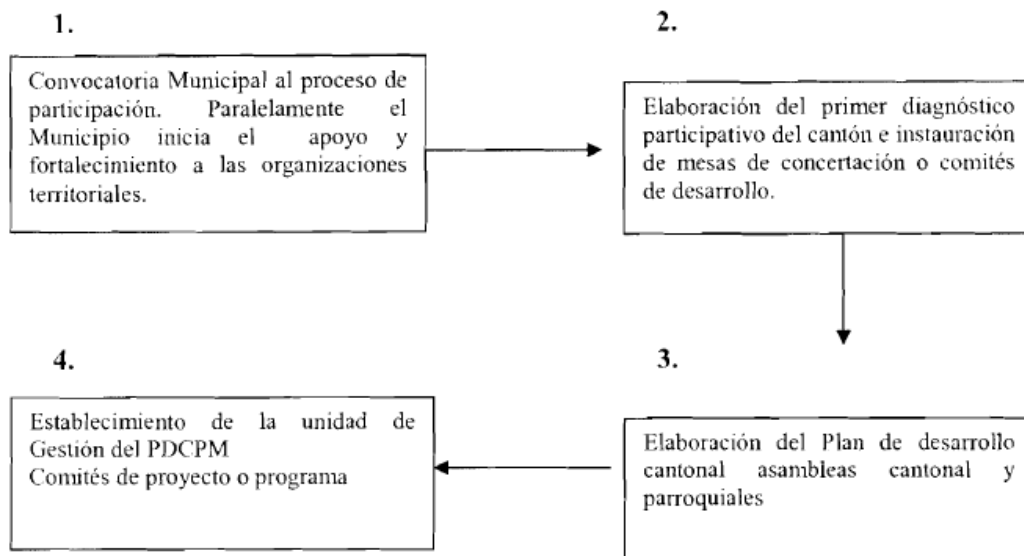 1.
Convocatoria Municipal al proceso de
participación. Paralelamente el
Municipio inicia el apoyo y
fortalecimiento a las organizaciones
territoriales.
2.
Elaboración del primer diagnóstico
participativo del cantón e instauración
de mesas de concertación o comités
de desarrollo.
3.
Elaboración del Plan de desarrollo
cantonal asambleas cantonal y
parroquiales
4.
Establecimiento de la unidad de
Gestión del PDCPM
Comités de proyecto o programa